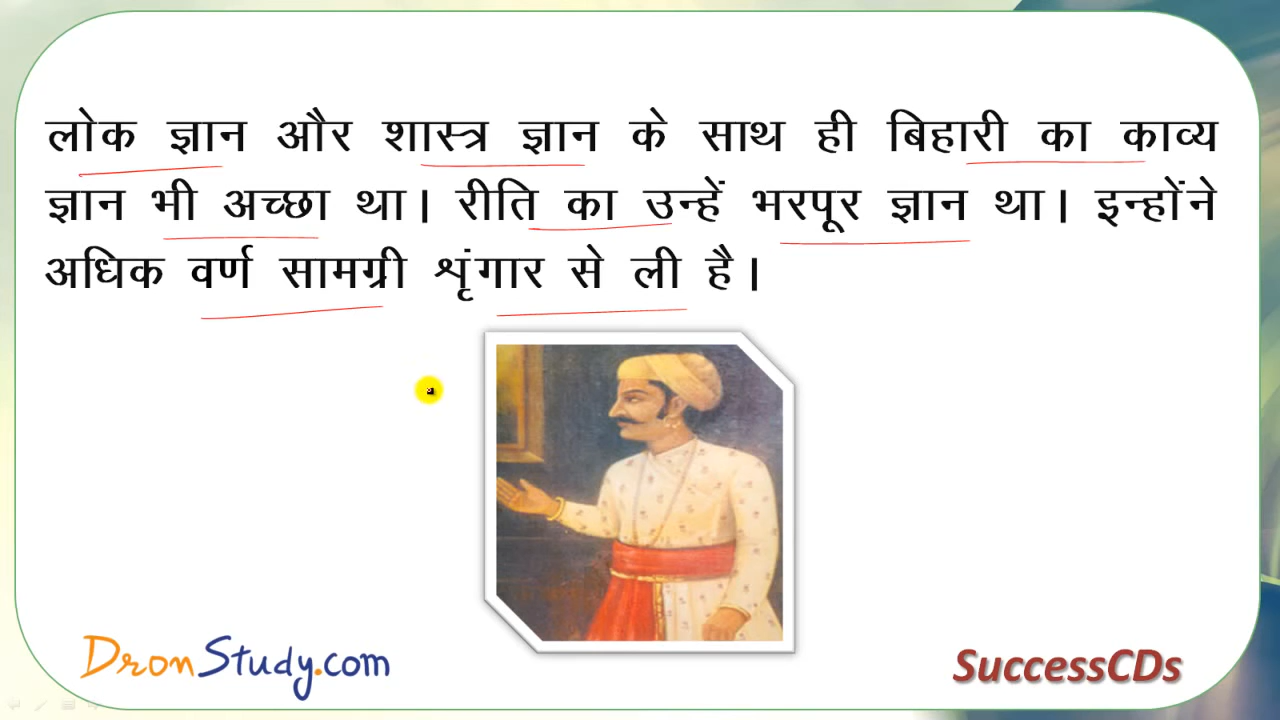 लोक ज्ञान और शास्त्र ज्ञान के साथ ही बिहारी का काव्य
ज्ञान भी अच्छा था। रीति का उन्हें भरपूर ज्ञान था। इन्होंने
अधिक वर्ण सामग्री शृंगार से ली है।
DronStudy.com
SuccessCDs